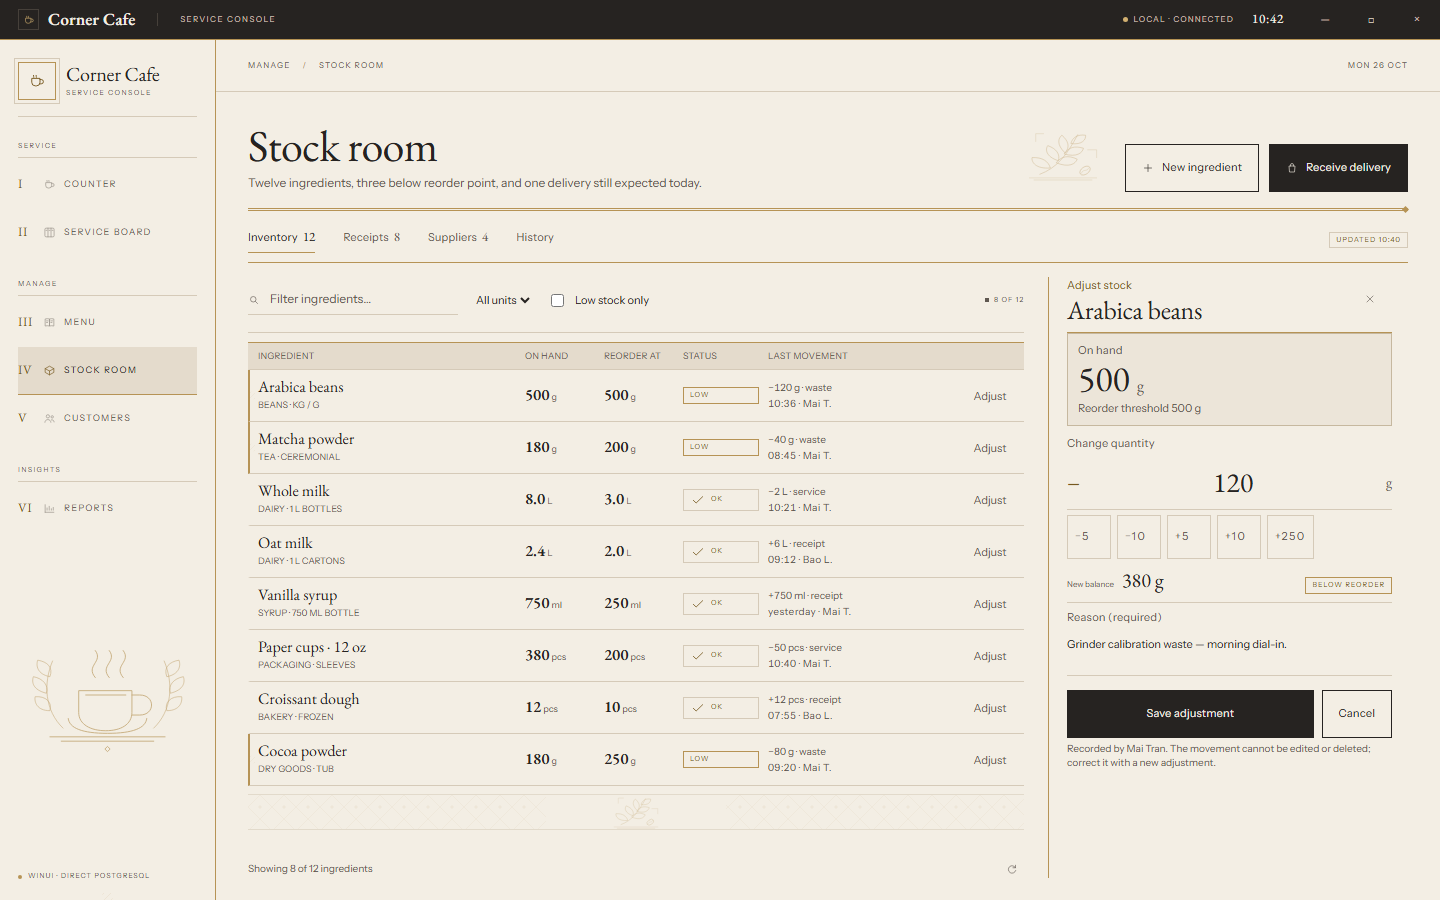 Corner Cafe
SERVICE CONSOLE
LOCAL · CONNECTED
10:42
MANAGE / STOCK ROOM
MON 26 OCT
Corner Cafe
SERVICE CONSOLE
SERVICE
I COUNTER
II SERVICE BOARD
MANAGE
III MENU
IV STOCK ROOM
V CUSTOMERS
INSIGHTS
VI REPORTS
WINUI · DIRECT POSTGRESQL
Stock room
Twelve ingredients, three below reorder point, and one delivery still expected today.
+ New ingredient
Receive delivery
Inventory 12
Receipts 8
Suppliers 4
History
UPDATED 10:40
Filter ingredients...
All units
Low stock only
8 OF 12
INGREDIENT ON HAND REORDER AT STATUS LAST MOVEMENT
Arabica beans 500 g 500 g LOW −120 g · waste Adjust
BEANS · KG / G 10:36 · Mai T.
Matcha powder 180 g 200 g LOW −40 g · waste Adjust
TEA · CEREMONIAL 08:45 · Mai T.
Whole milk 8.0 L 3.0 L OK −2 L · service Adjust
DAIRY · 1 L BOTTLES 10:21 · Mai T.
Oat milk 2.4 L 2.0 L OK +6 L · receipt Adjust
DAIRY · 1 L CARTONS 09:12 · Bao L.
Vanilla syrup 750 ml 250 ml OK +750 ml · receipt Adjust
SYRUP · 750 ML BOTTLE yesterday · Mai T.
Paper cups · 12 oz 380 pcs 200 pcs OK −50 pcs · service Adjust
PACKAGING · SLEEVES 10:40 · Mai T.
Croissant dough 12 pcs 10 pcs OK +12 pcs · receipt Adjust
BAKERY · FROZEN 07:55 · Bao L.
Cocoa powder 180 g 250 g LOW −80 g · waste Adjust
DRY GOODS · TUB 09:20 · Mai T.
Showing 8 of 12 ingredients
Adjust stock
Arabica beans
On hand
500 g
Reorder threshold 500 g
Change quantity
− 120 g
−5 −10 +5 +10 +250
New balance 380 g BELOW REORDER
Reason (required)
Grinder calibration waste — morning dial-in.
Save adjustment
Cancel
Recorded by Mai Tran. The movement cannot be edited or deleted;
correct it with a new adjustment.